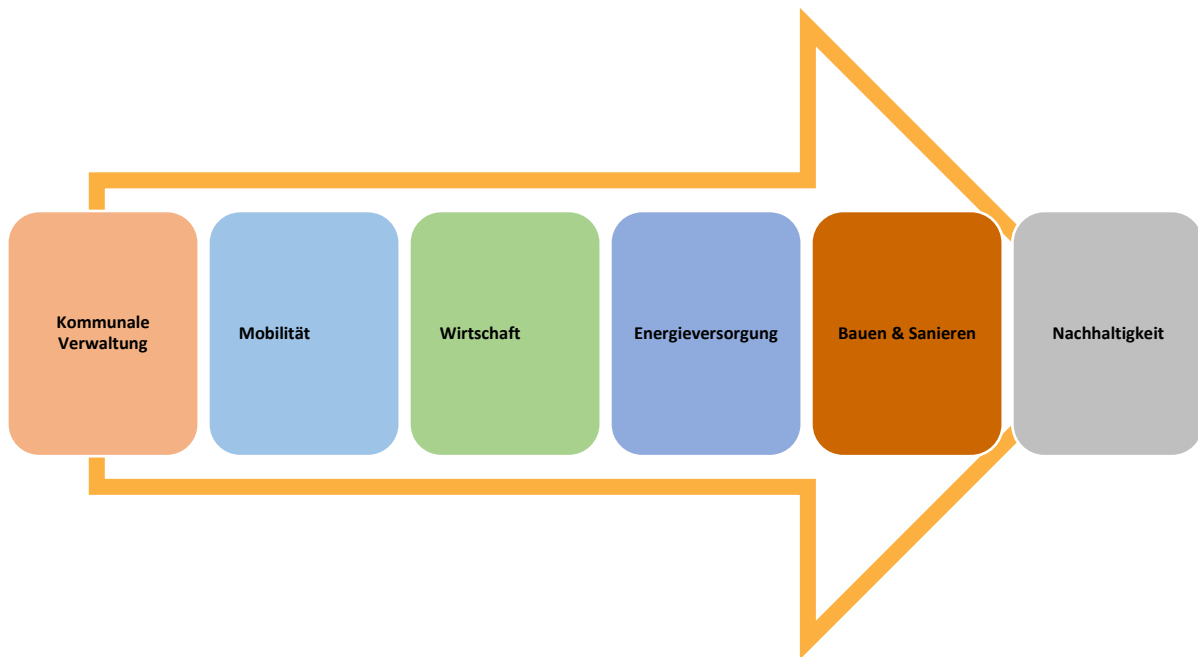 Kommunale
Verwaltung
Mobilität
Wirtschaft
Energieversorgung
Bauen & Sanieren
Nachhaltigkeit